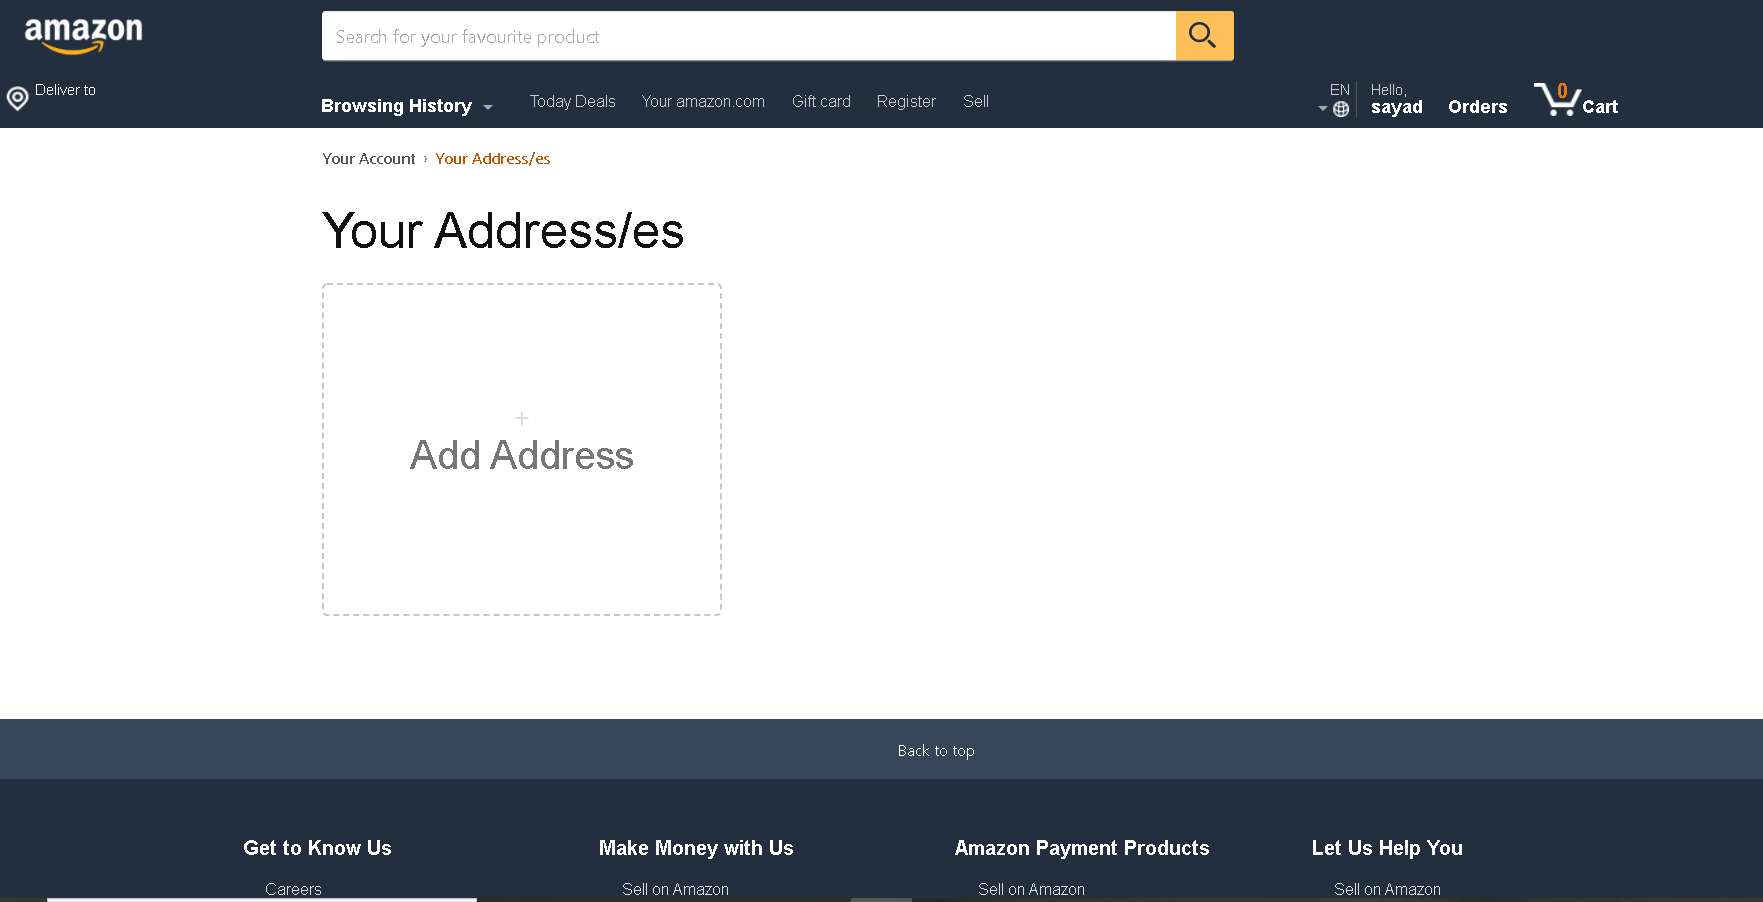 amazon
Search for your favourite product
Deliver to
Browsing History
Today Deals
Your amazon.com
Gift card
Register
Sell
EN
Hello,
sayad
Orders
0
Cart
Your Account › Your Address/es
Your Address/es
+
Add Address
Back to top
Get to Know Us
Make Money with Us
Amazon Payment Products
Let Us Help You
Careers
Sell on Amazon
Sell on Amazon
Sell on Amazon